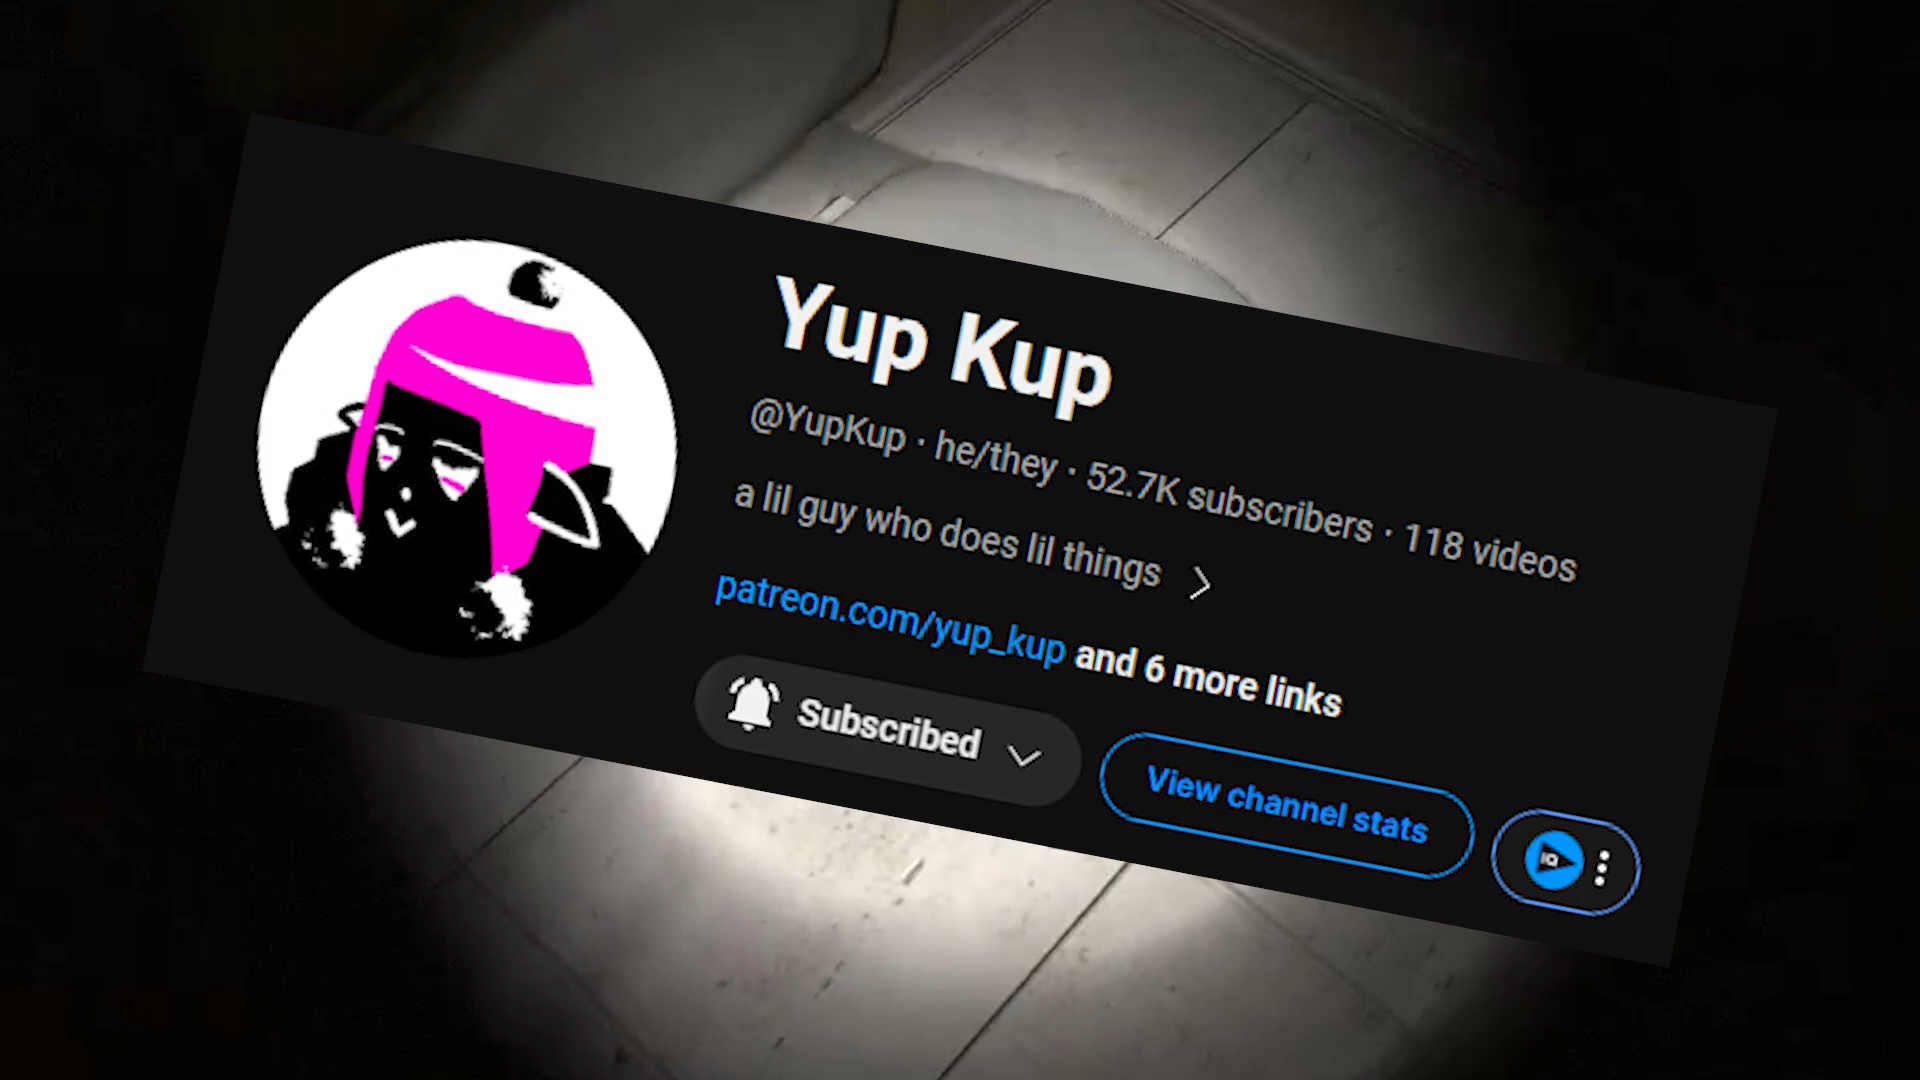 Yup Kup
@YupKup · he/they · 52.7K subscribers · 118 videos
a lil guy who does lil things
patreon.com/yup_kup and 6 more links
Subscribed
View channel stats
IQ